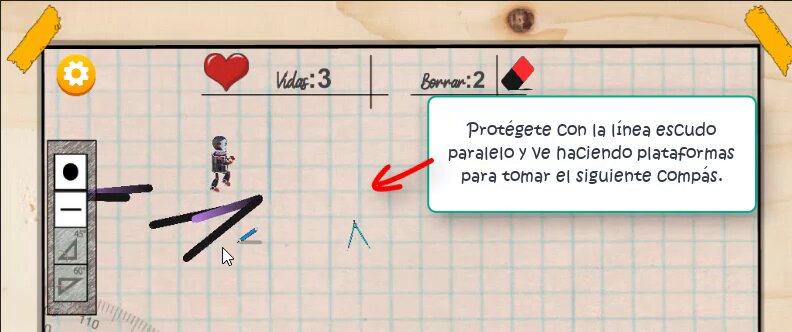 Vidas:3
Borrar:2
Protégete con la línea escudo
paralelo y ve haciendo plataformas
para tomar el siguiente compás.
45°
60°
110